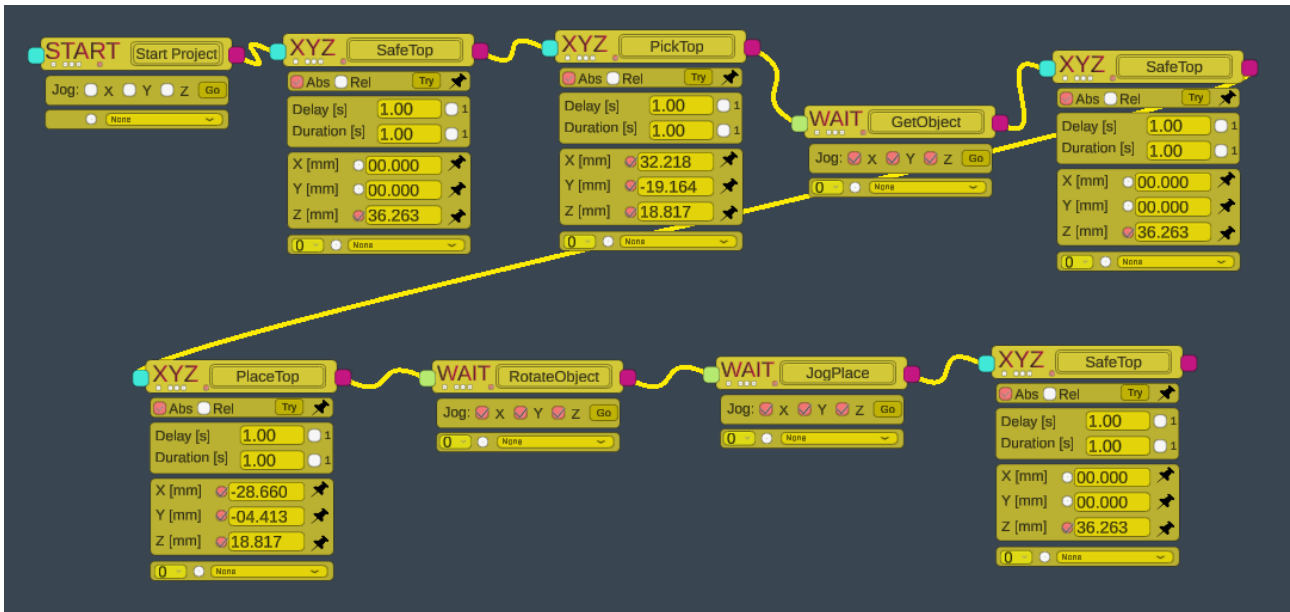 START Start Project
Jog: X Y Z Go
None
XYZ SafeTop
Abs Rel Try
Delay [s] 1.00 1
Duration [s] 1.00 1
X [mm] 00.000
Y [mm] 00.000
Z [mm] 36.263
0 None
XYZ PickTop
Abs Rel Try
Delay [s] 1.00 1
Duration [s] 1.00 1
X [mm] 32.218
Y [mm] -19.164
Z [mm] 18.817
0 None
WAIT GetObject
Jog: X Y Z Go
0 None
XYZ SafeTop
Abs Rel Try
Delay [s] 1.00 1
Duration [s] 1.00 1
X [mm] 00.000
Y [mm] 00.000
Z [mm] 36.263
0 None
XYZ PlaceTop
Abs Rel Try
Delay [s] 1.00 1
Duration [s] 1.00 1
X [mm] -28.660
Y [mm] -04.413
Z [mm] 18.817
0 None
WAIT RotateObject
Jog: X Y Z Go
0 None
WAIT JogPlace
Jog: X Y Z Go
0 None
XYZ SafeTop
Abs Rel Try
Delay [s] 1.00 1
Duration [s] 1.00 1
X [mm] 00.000
Y [mm] 00.000
Z [mm] 36.263
0 None